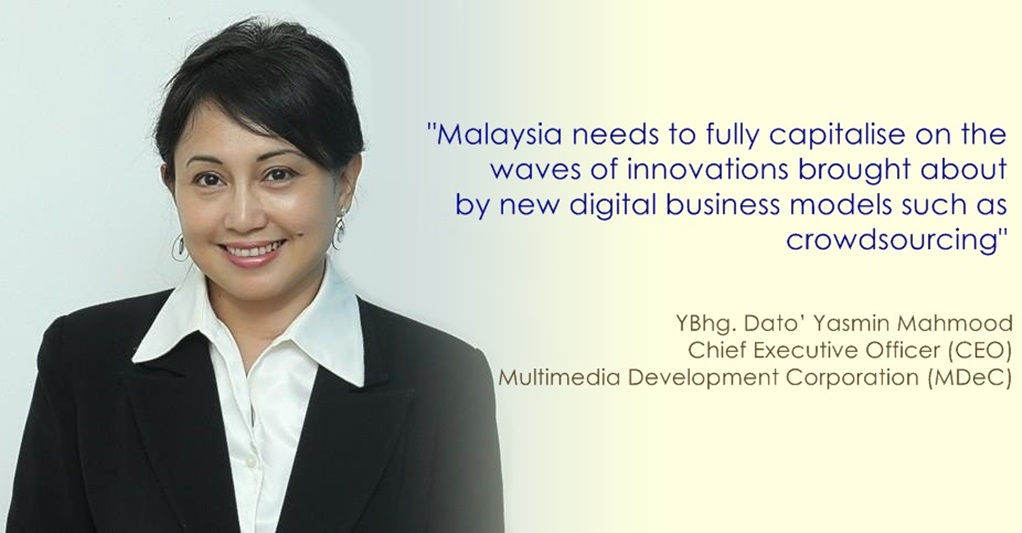 "Malaysia needs to fully capitalise on the
waves of innovations brought about
by new digital business models such as
crowdsourcing"
YBhg. Dato’ Yasmin Mahmood
Chief Executive Officer (CEO)
Multimedia Development Corporation (MDeC)